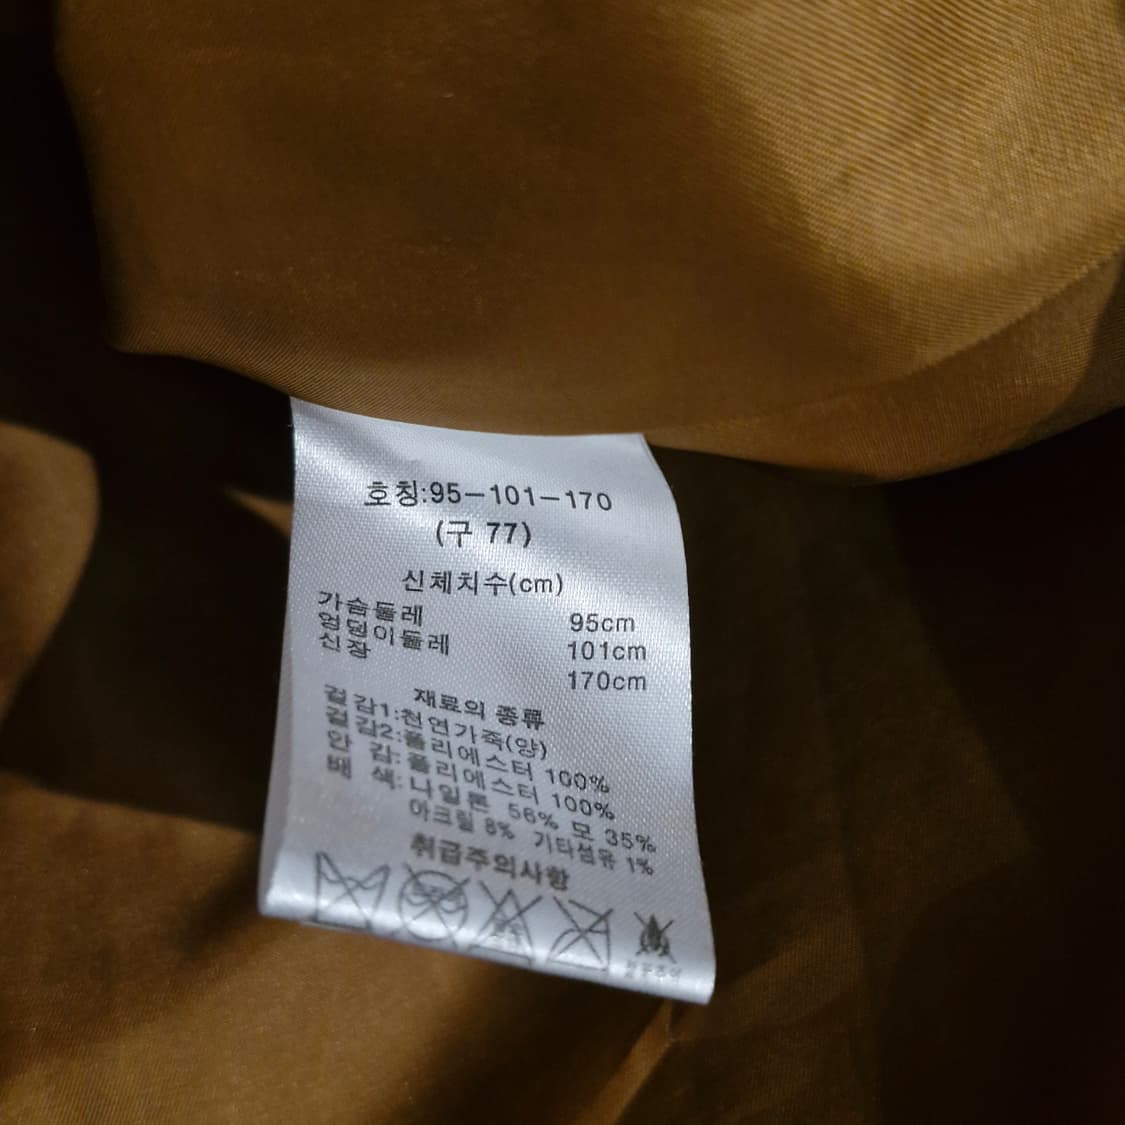 호칭:95-101-170
(구 77)
신체치수(cm)
가슴둘레 95cm
엉덩이둘레 101cm
신장 170cm
재료의 종류
겉감1:천연가죽(양)
겉감2:폴리에스터 100%
안 감:폴리에스터 100%
배 색:나일론 56% 모 35%
아크릴 8% 기타섬유 1%
취급주의사항